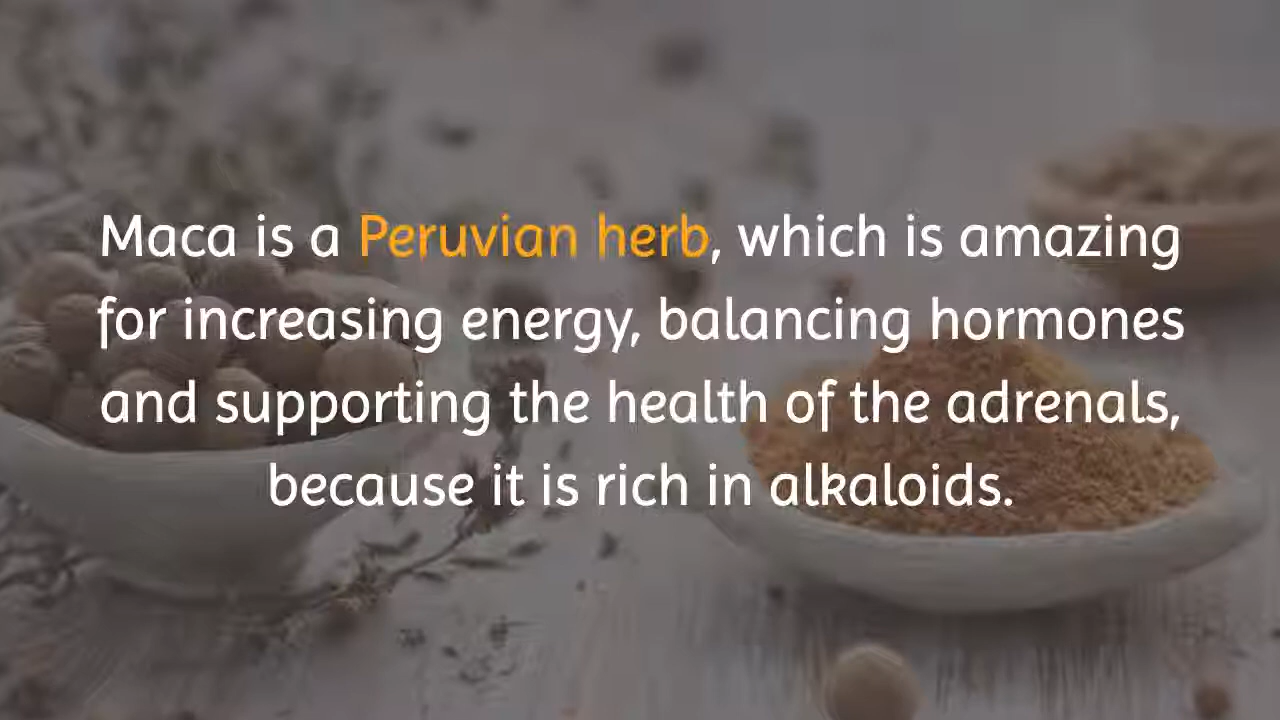 Maca is a Peruvian herb, which is amazing
for increasing energy, balancing hormones
and supporting the health of the adrenals,
because it is rich in alkaloids.